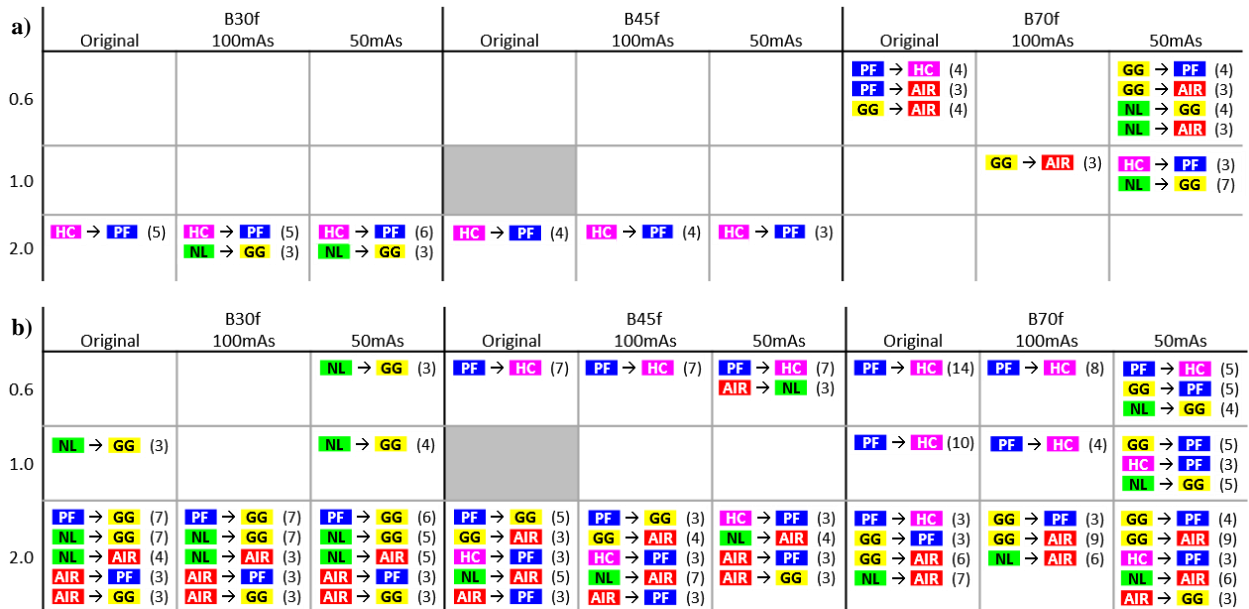 a) B30f B45f B70f
Original 100mAs 50mAs Original 100mAs 50mAs Original 100mAs 50mAs
0.6
PF → HC (4)
PF → AIR (3)
GG → AIR (4)
GG → PF (4)
GG → AIR (3)
NL → GG (4)
NL → AIR (3)
1.0
GG → AIR (3)
HC → PF (3)
NL → GG (7)
2.0
HC → PF (5)
HC → PF (5)
NL → GG (3)
HC → PF (6)
NL → GG (3)
HC → PF (4)
HC → PF (4)
HC → PF (3)
b) B30f B45f B70f
Original 100mAs 50mAs Original 100mAs 50mAs Original 100mAs 50mAs
0.6
NL → GG (3)
PF → HC (7)
PF → HC (7)
PF → HC (7)
AIR → NL (3)
PF → HC (14)
PF → HC (8)
PF → HC (5)
GG → PF (5)
NL → GG (4)
1.0
NL → GG (3)
NL → GG (4)
PF → HC (10)
PF → HC (4)
GG → PF (5)
HC → PF (3)
NL → GG (5)
2.0
PF → GG (7)
NL → GG (7)
NL → AIR (4)
AIR → PF (3)
AIR → GG (3)
PF → GG (7)
NL → GG (7)
NL → AIR (3)
AIR → PF (3)
AIR → GG (3)
PF → GG (6)
NL → GG (5)
NL → AIR (5)
AIR → PF (3)
AIR → GG (3)
PF → GG (5)
GG → AIR (3)
HC → PF (3)
NL → AIR (5)
AIR → PF (3)
PF → GG (3)
GG → AIR (4)
HC → PF (3)
NL → AIR (7)
AIR → PF (3)
HC → PF (3)
NL → AIR (4)
AIR → PF (3)
AIR → GG (3)
PF → HC (3)
GG → PF (3)
GG → AIR (6)
NL → AIR (7)
GG → PF (3)
GG → AIR (9)
NL → AIR (6)
GG → PF (4)
GG → AIR (9)
HC → PF (3)
NL → AIR (6)
AIR → GG (3)